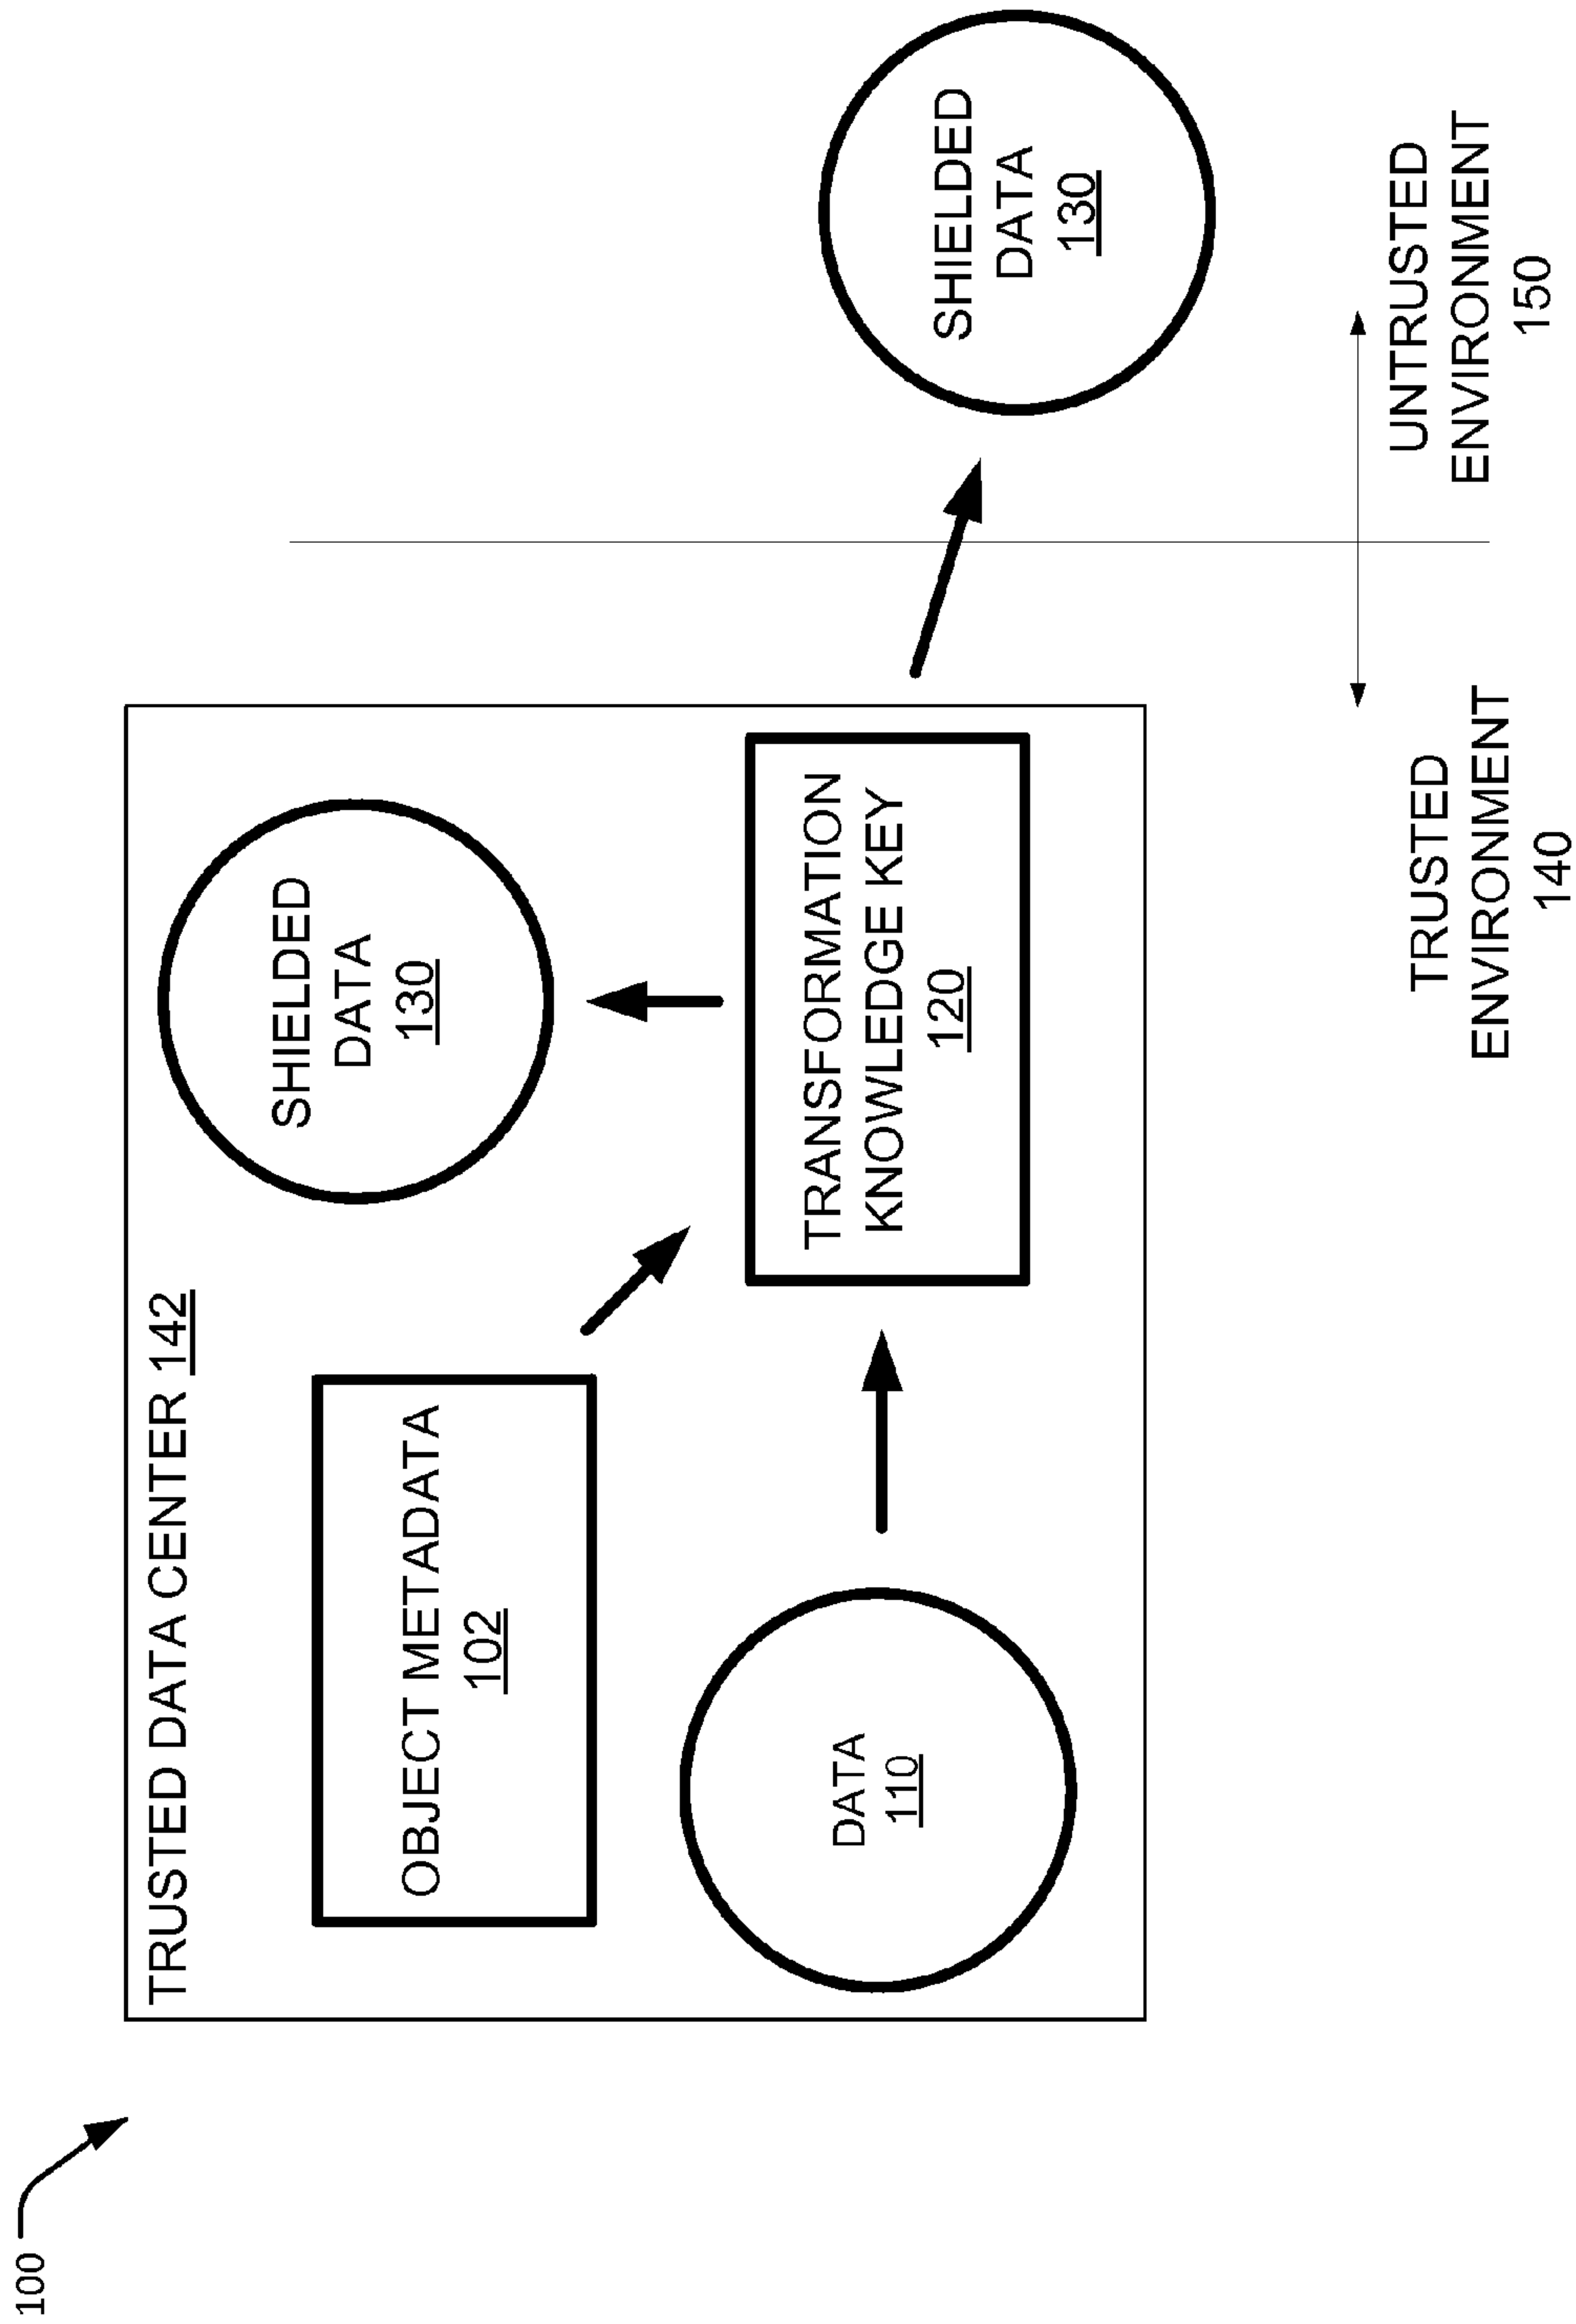 100
TRUSTED DATA CENTER 142
OBJECT METADATA
102
SHIELDED
DATA
130
DATA
110
TRANSFORMATION
KNOWLEDGE KEY
120
SHIELDED
DATA
130
TRUSTED
ENVIRONMENT
140
UNTRUSTED
ENVIRONMENT
150